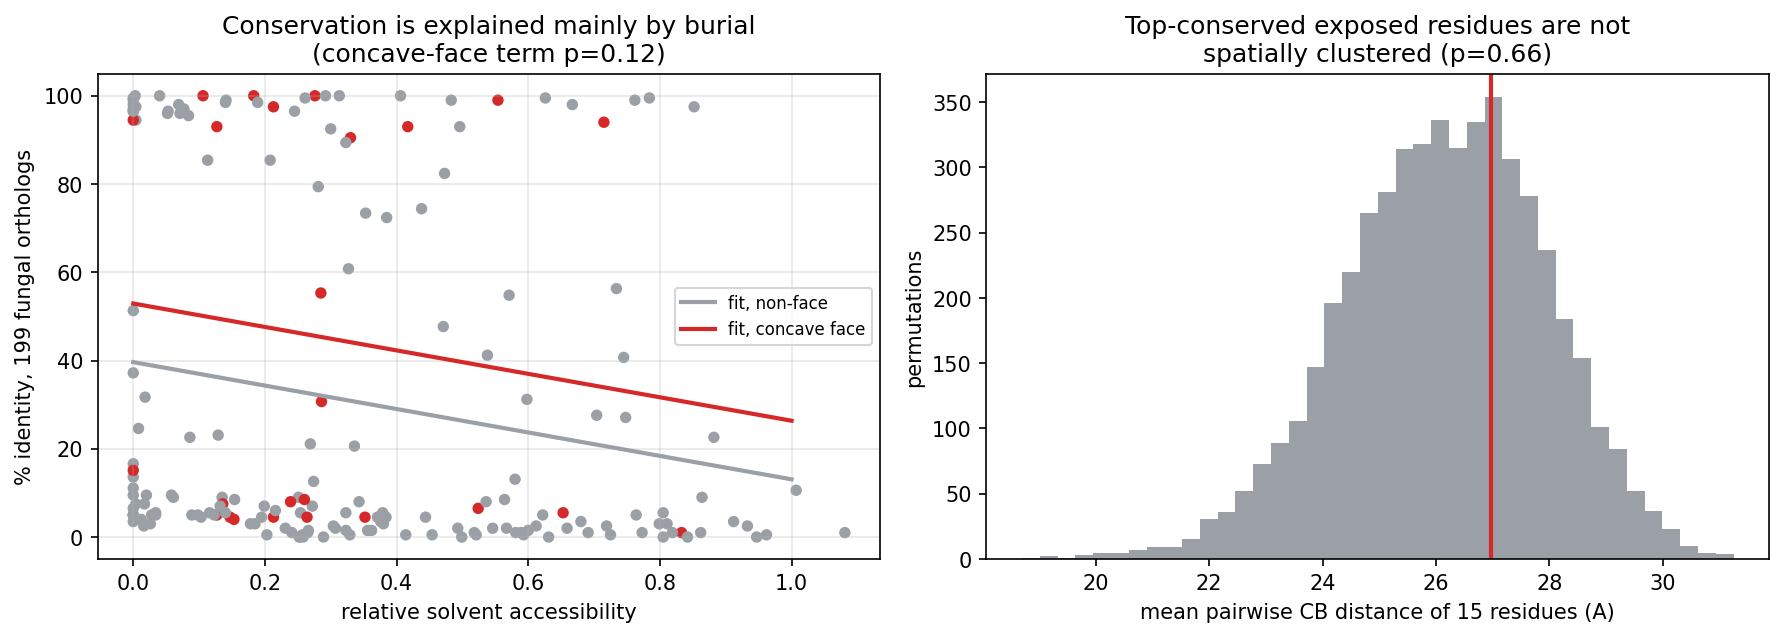 Conservation is explained mainly by burial
(concave-face term p=0.12)
% identity, 199 fungal orthologs
100
80
60
40
20
0
fit, non-face
fit, concave face
0.0 0.2 0.4 0.6 0.8 1.0
relative solvent accessibility
Top-conserved exposed residues are not
spatially clustered (p=0.66)
permutations
350
300
250
200
150
100
50
0
20 22 24 26 28 30
mean pairwise CB distance of 15 residues (A)